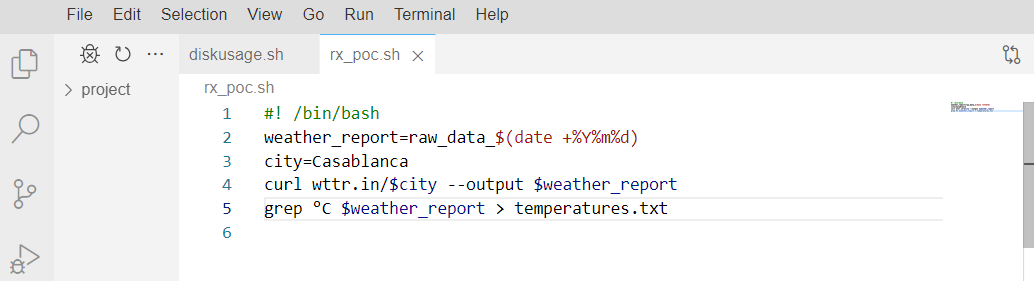 File Edit Selection View Go Run Terminal Help
diskusage.sh rx_poc.sh
project
rx_poc.sh
1 #! /bin/bash
2 weather_report=raw_data_$(date +%Y%m%d)
3 city=Casablanca
4 curl wttr.in/$city --output $weather_report
5 grep °C $weather_report > temperatures.txt
6